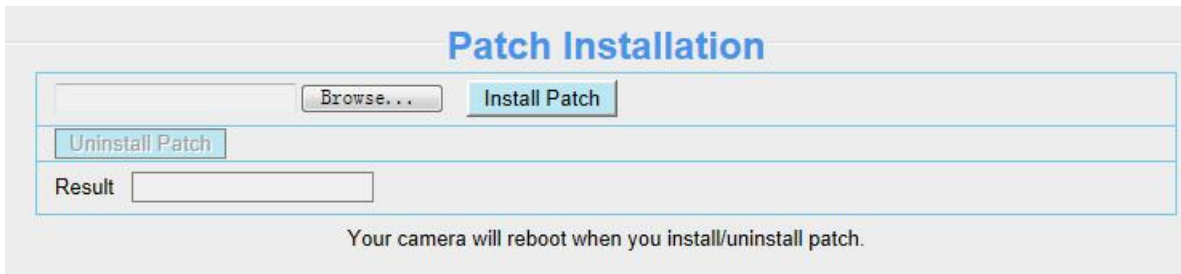 Patch Installation
Browse... Install Patch
Uninstall Patch
Result
Your camera will reboot when you install/uninstall patch.